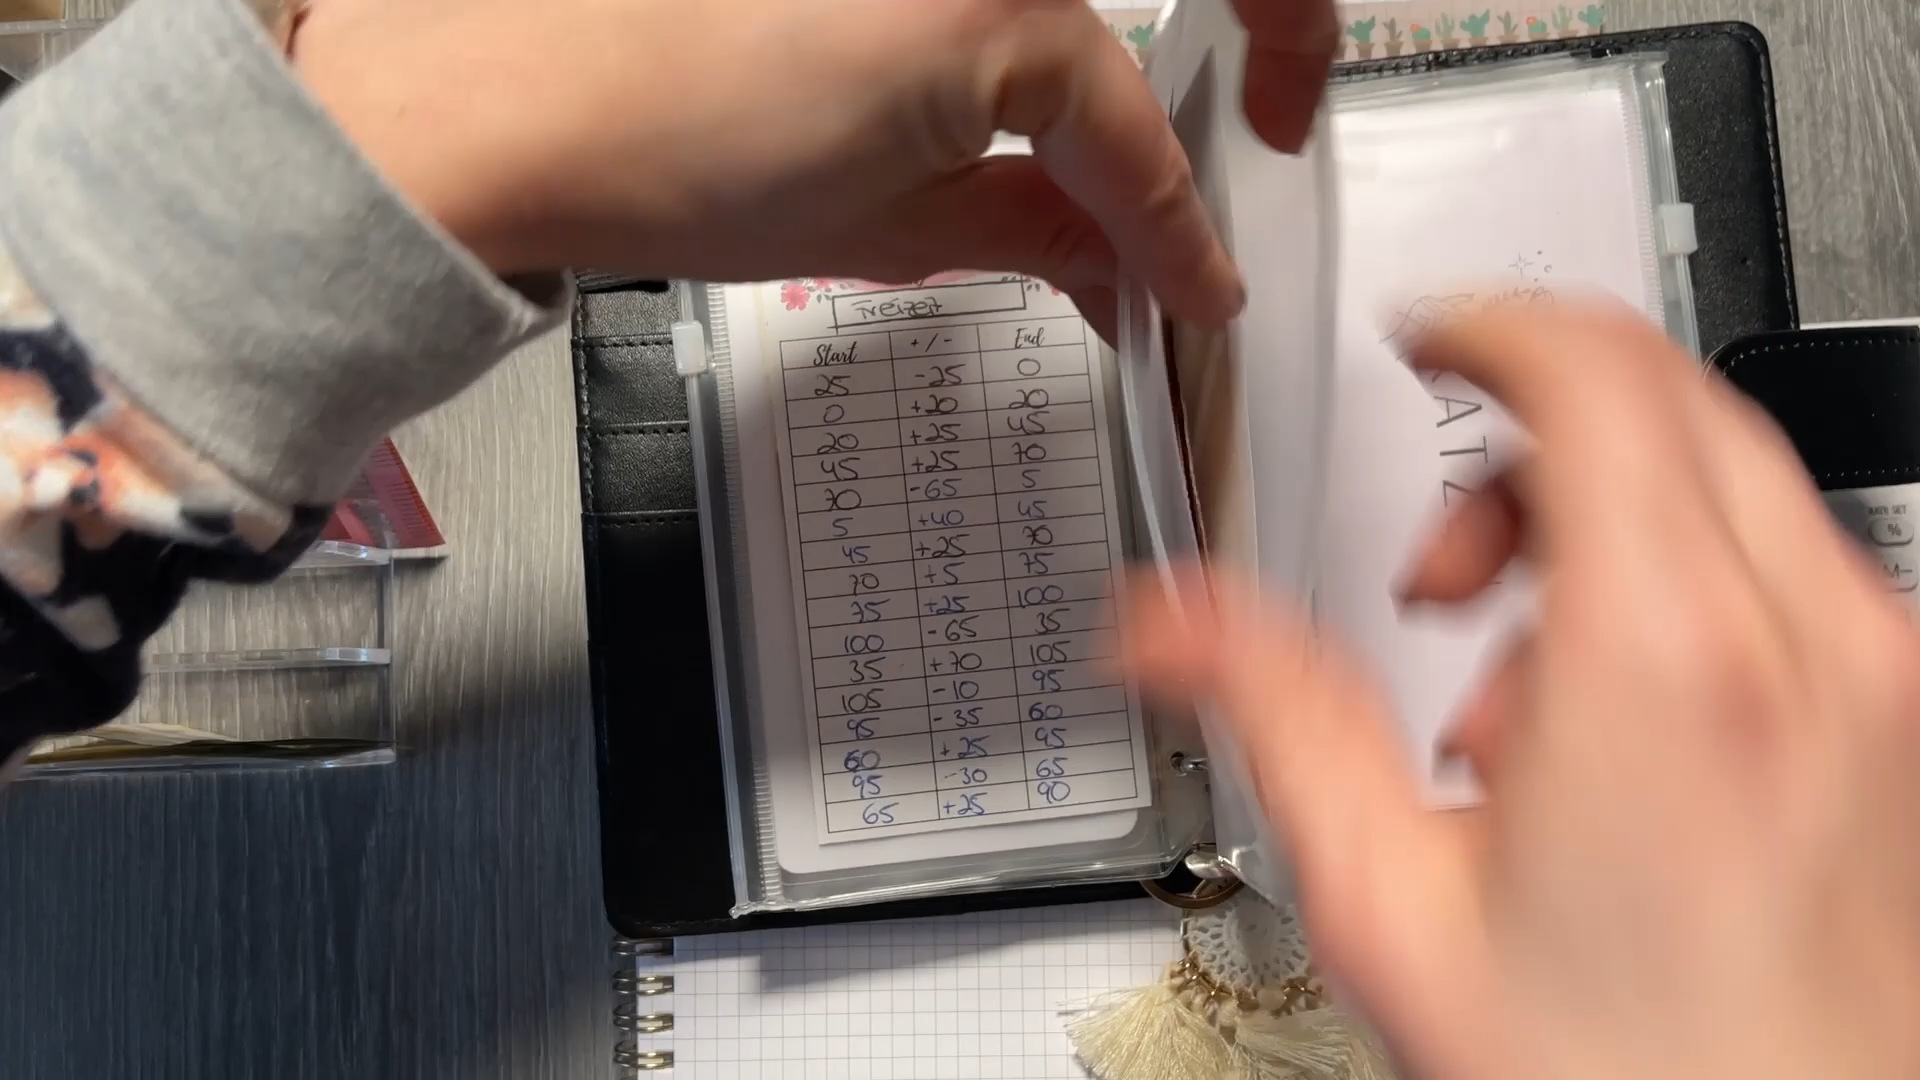 Freizeit
Start +/- End
25 -25 0
0 +20 20
20 +25 45
45 +25 70
70 -65 5
5 +40 45
45 +25 70
70 +5 75
75 +25 100
100 -65 35
35 +70 105
105 -10 95
95 -35 60
60 +25 95
95 -30 65
65 +25 90
KATZ
%
M-